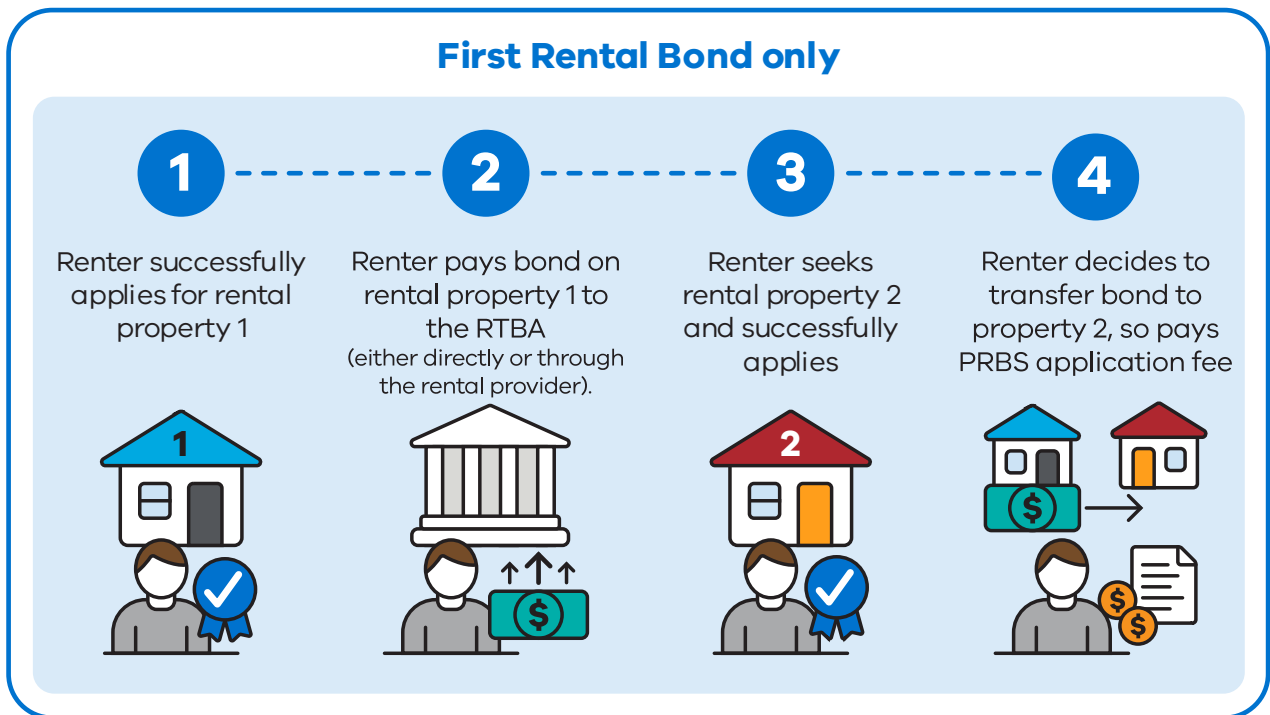 First Rental Bond only
1
2
3
4
Renter successfully
applies for rental
property 1
Renter pays bond on
rental property 1 to
the RTBA
(either directly or through
the rental provider).
Renter seeks
rental property 2
and successfully
applies
Renter decides to
transfer bond to
property 2, so pays
PRBS application fee
1
2
$
$
$
$